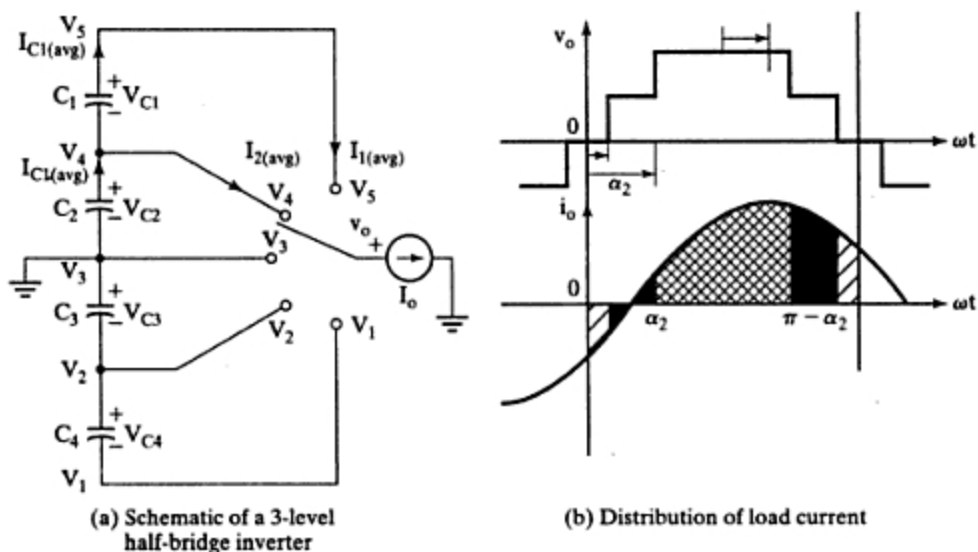 V5
IC1(avg)
C1
+
−
VC1
V4
I2(avg)
I1(avg)
IC1(avg)
V4
V5
C2
+
−
VC2
vo
+
V3
V3
Io
C3
+
−
VC3
V2
V1
V2
C4
+
−
VC4
V1
(a) Schematic of a 3-level
half-bridge inverter
vo
0
ωt
α2
io
0
α2
π − α2
ωt
(b) Distribution of load current